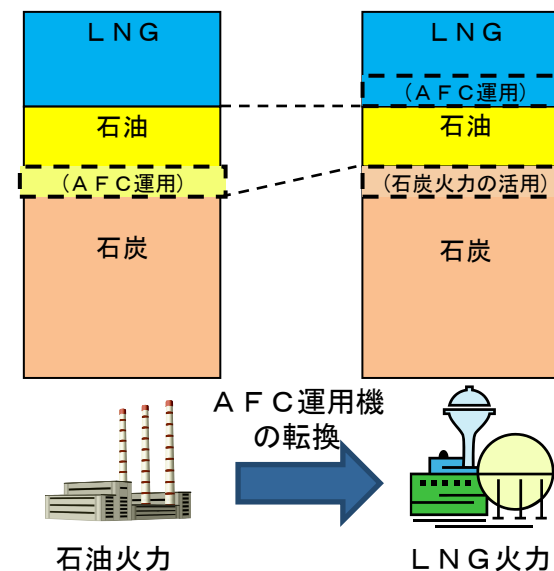 ＬＮＧ
石油
（ＡＦＣ運用）
石炭
ＬＮＧ
（ＡＦＣ運用）
石油
（石炭火力の活用）
石炭
ＡＦＣ運用機
の転換
石油火力
ＬＮＧ火力